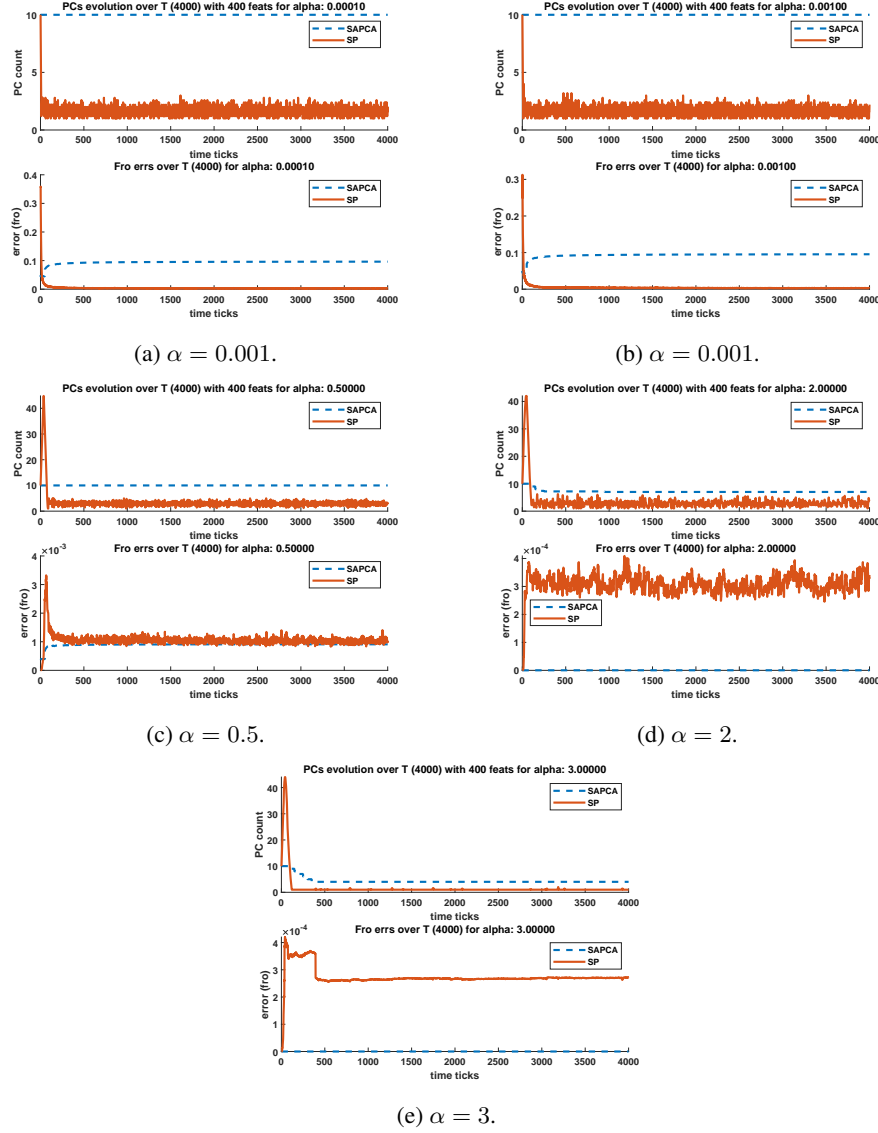 PCs evolution over T (4000) with 400 feats for alpha: 0.00010
10
5
0
PC count
SAPCA
SP
0 500 1000 1500 2000 2500 3000 3500 4000
time ticks
Fro errs over T (4000) for alpha: 0.00010
0.4
0.3
0.2
0.1
0
error (fro)
SAPCA
SP
0 500 1000 1500 2000 2500 3000 3500 4000
time ticks
(a) α = 0.001.
PCs evolution over T (4000) with 400 feats for alpha: 0.00100
10
5
0
PC count
SAPCA
SP
0 500 1000 1500 2000 2500 3000 3500 4000
time ticks
Fro errs over T (4000) for alpha: 0.00100
0.3
0.2
0.1
0
error (fro)
SAPCA
SP
0 500 1000 1500 2000 2500 3000 3500 4000
time ticks
(b) α = 0.001.
PCs evolution over T (4000) with 400 feats for alpha: 0.50000
40
30
20
10
0
PC count
SAPCA
SP
0 500 1000 1500 2000 2500 3000 3500 4000
time ticks
×10⁻³
Fro errs over T (4000) for alpha: 0.50000
4
3
2
1
0
error (fro)
SAPCA
SP
0 500 1000 1500 2000 2500 3000 3500 4000
time ticks
(c) α = 0.5.
PCs evolution over T (4000) with 400 feats for alpha: 2.00000
40
30
20
10
0
PC count
SAPCA
SP
0 500 1000 1500 2000 2500 3000 3500 4000
time ticks
×10⁻⁴
Fro errs over T (4000) for alpha: 2.00000
4
3
2
1
0
error (fro)
SAPCA
SP
0 500 1000 1500 2000 2500 3000 3500 4000
time ticks
(d) α = 2.
PCs evolution over T (4000) with 400 feats for alpha: 3.00000
40
30
20
10
0
PC count
SAPCA
SP
0 500 1000 1500 2000 2500 3000 3500 4000
time ticks
×10⁻⁴
Fro errs over T (4000) for alpha: 3.00000
4
3
2
1
0
error (fro)
SAPCA
SP
0 500 1000 1500 2000 2500 3000 3500 4000
time ticks
(e) α = 3.